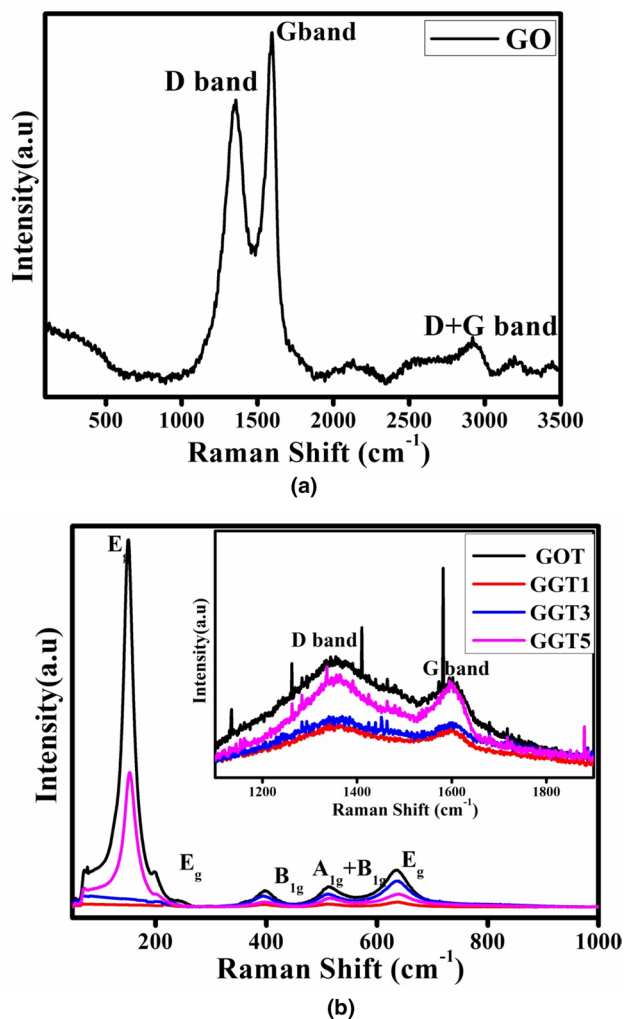 Gband
GO
D band
D+G band
Intensity(a.u)
500 1000 1500 2000 2500 3000 3500
Raman Shift (cm-1)
(a)
Eg
GOT
GGT1
GGT3
GGT5
D band
G band
Intensity(a.u)
1200 1400 1600 1800
Raman Shift (cm-1)
Intensity(a.u)
Eg
B1g
A1g+B1g
Eg
200 400 600 800 1000
Raman Shift (cm-1)
(b)